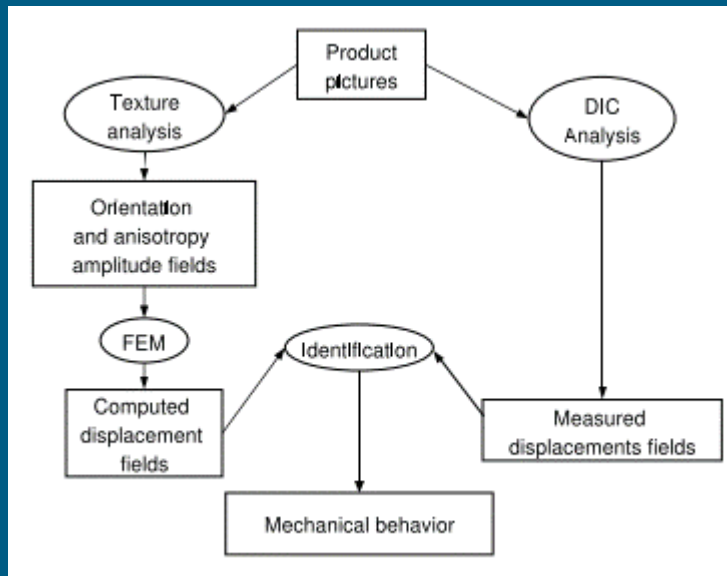 Product
pictures
Texture
analysis
DIC
Analysis
Orientation
and anisotropy
amplitude fields
FEM
Identification
Computed
displacement
fields
Measured
displacements fields
Mechanical behavior